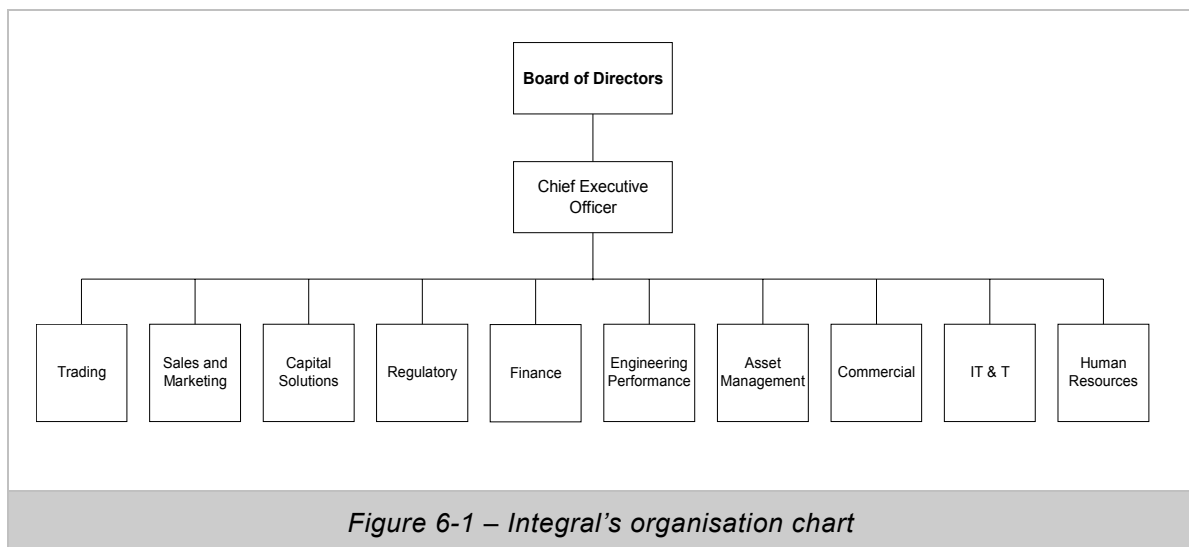 Board of Directors
Chief Executive
Officer
Trading
Sales and
Marketing
Capital
Solutions
Regulatory
Finance
Engineering
Performance
Asset
Management
Commercial
IT & T
Human
Resources
Figure 6-1 – Integral’s organisation chart